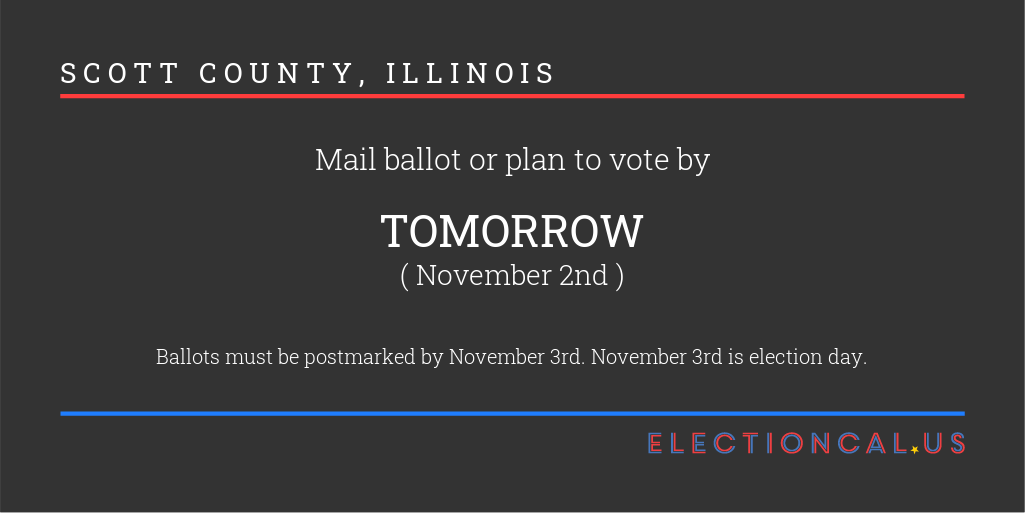 SCOTT COUNTY, ILLINOIS
Mail ballot or plan to vote by
TOMORROW
( November 2nd )
Ballots must be postmarked by November 3rd. November 3rd is election day.
ELECTIONCAL.US